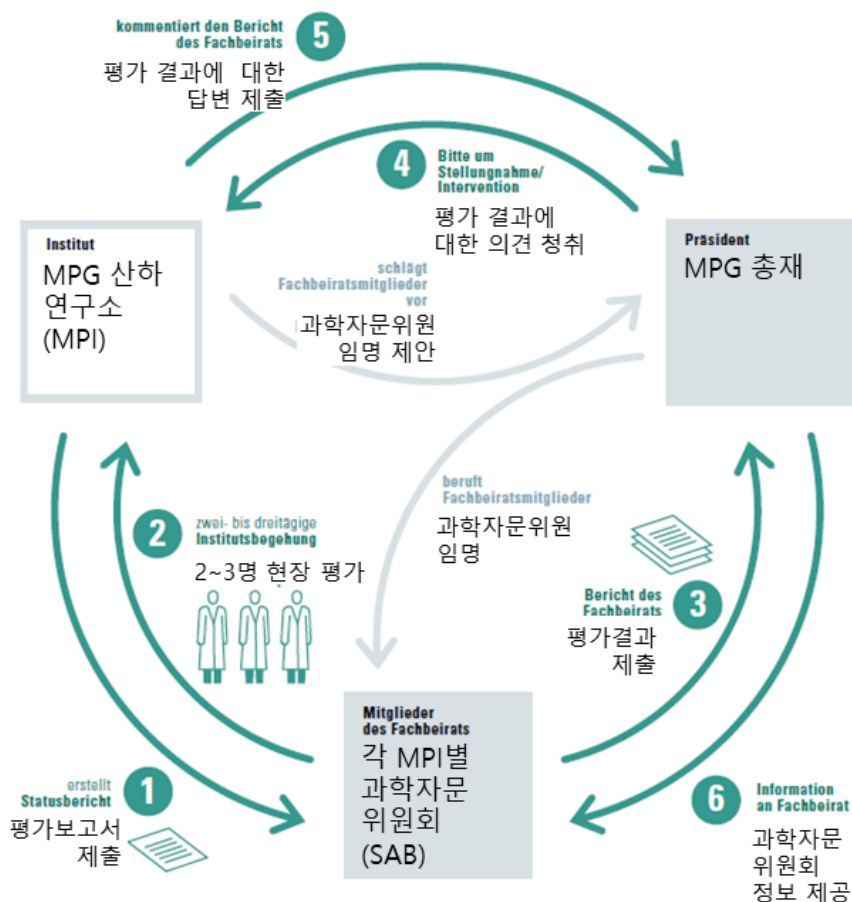 kommentiert den Bericht
des Fachbeirats
5
평가 결과에 대한
답변 제출
4
Bitte um
Stellungnahme/
Intervention
평가 결과에
대한 의견 청취
Institut
MPG 산하
연구소
(MPI)
Präsident
MPG 총재
schlägt
Fachbeiratsmitglieder
vor
과학자문위원
임명 제안
beruft
Fachbeiratsmitglieder
과학자문위원
임명
2
zwei- bis dreitägige
Institutsbegehung
2~3명 현장 평가
Bericht des
Fachbeirats
3
평가결과
제출
Mitglieder
des Fachbeirats
각 MPI별
과학자문
위원회
(SAB)
erstellt
Statusbericht
1
평가보고서
제출
6
Information
an Fachbeirat
과학자문
위원회
정보 제공